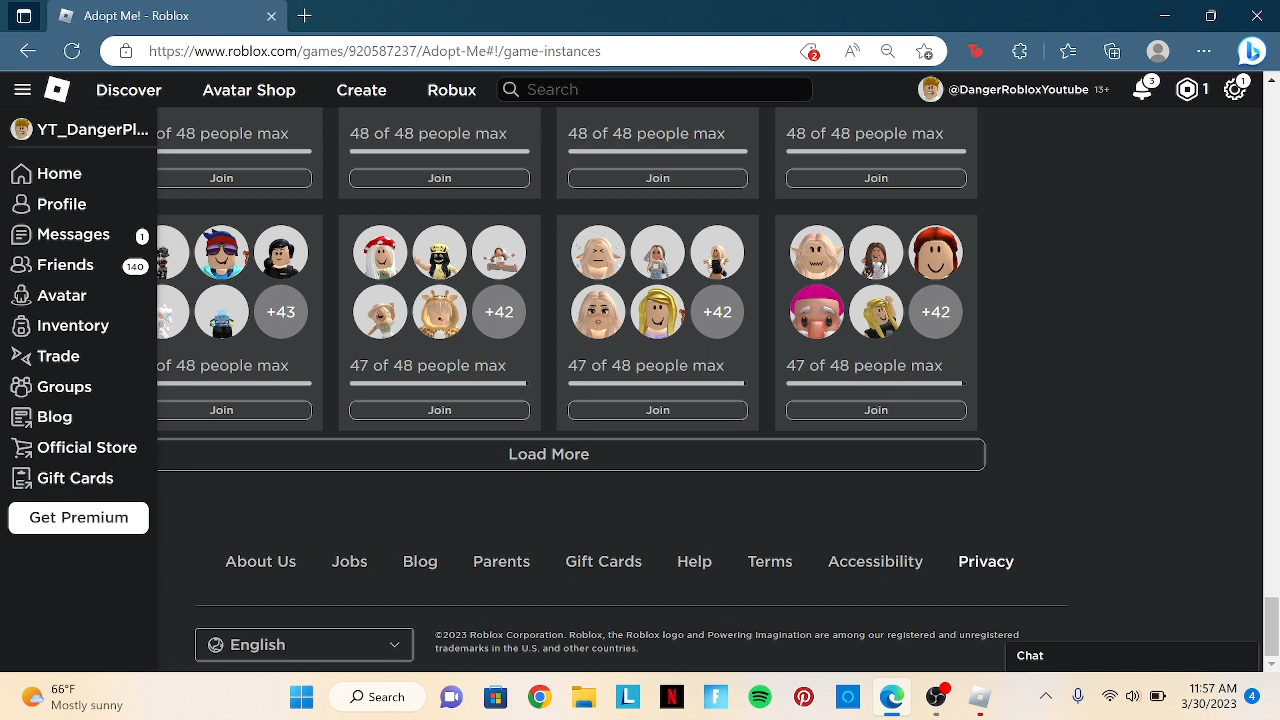 Adopt Me! - Roblox
https://www.roblox.com/games/920587237/Adopt-Me#!/game-instances
2
Discover
Avatar Shop
Create
Robux
Search
@DangerRobloxYoutube 13+
3
1
1
YT_DangerPl...
Home
Profile
Messages
1
Friends
140
Avatar
Inventory
Trade
Groups
Blog
Official Store
Gift Cards
Get Premium
of 48 people max
48 of 48 people max
48 of 48 people max
48 of 48 people max
Join
Join
Join
Join
+43
+42
+42
+42
of 48 people max
47 of 48 people max
47 of 48 people max
47 of 48 people max
Join
Join
Join
Join
Load More
About Us
Jobs
Blog
Parents
Gift Cards
Help
Terms
Accessibility
Privacy
English
©2023 Roblox Corporation. Roblox, the Roblox logo and Powering Imagination are among our registered and unregistered
trademarks in the U.S. and other countries.
Chat
66°F
Mostly sunny
Search
L
N
f
11:57 AM
3/30/2023
4